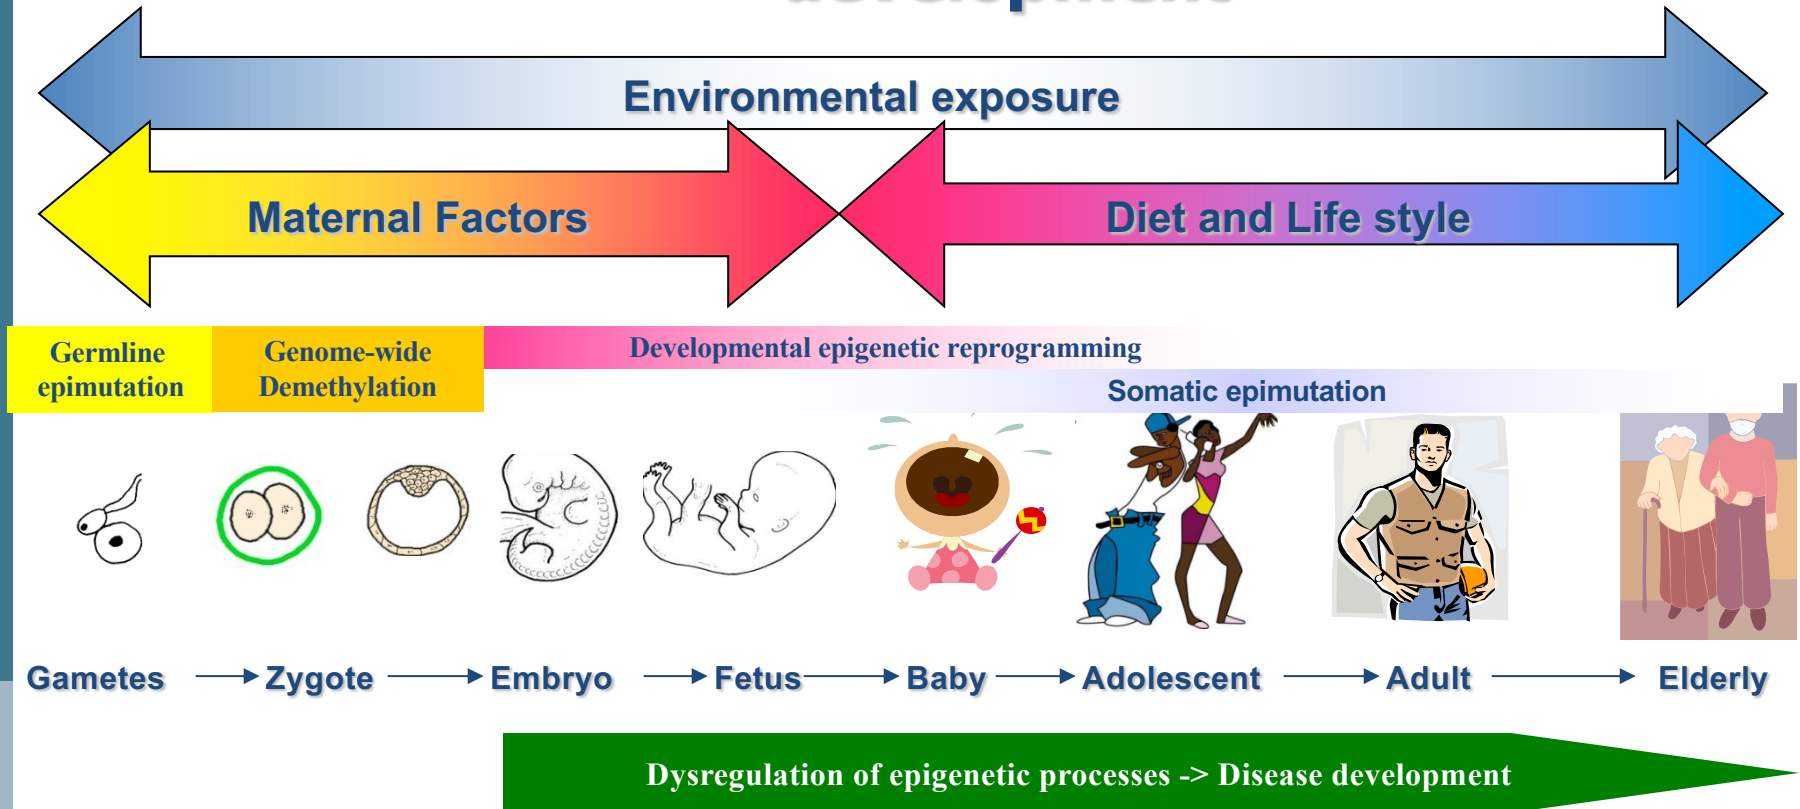 development
Environmental exposure
Maternal Factors
Diet and Life style
Germline
epimutation
Genome-wide
Demethylation
Developmental epigenetic reprogramming
Somatic epimutation
Gametes
Zygote
Embryo
Fetus
Baby
Adolescent
Adult
Elderly
Dysregulation of epigenetic processes -> Disease development